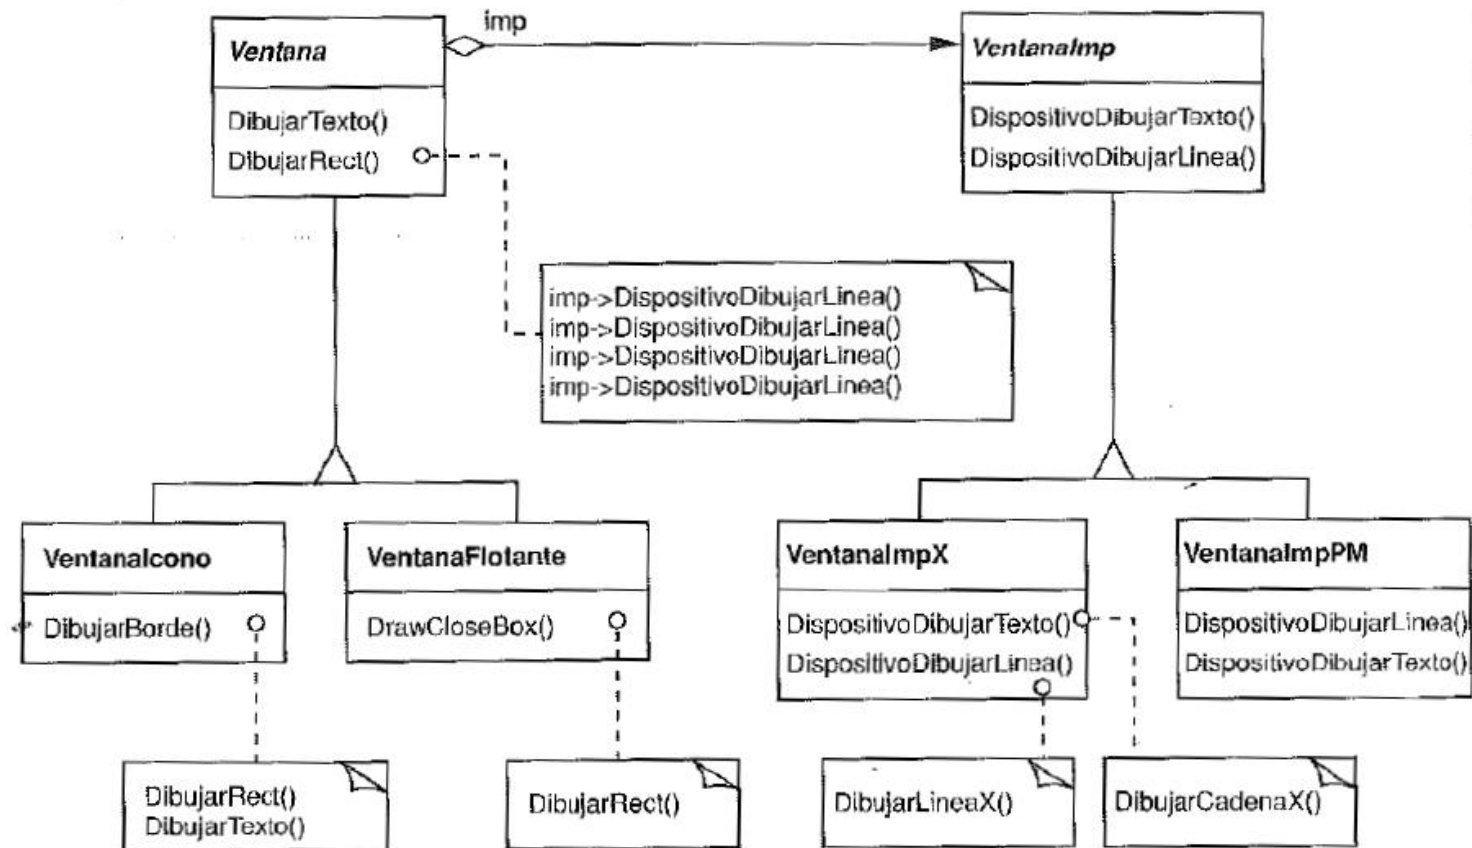 imp
Ventana
DibujarTexto()
DibujarRect()
VentanaImp
DispositivoDibujarTexto()
DispositivoDibujarLinea()
imp->DispositivoDibujarLinea()
imp->DispositivoDibujarLinea()
imp->DispositivoDibujarLinea()
imp->DispositivoDibujarLinea()
VentanaIcono
DibujarBorde()
VentanaFlotante
DrawCloseBox()
VentanaImpX
DispositivoDibujarTexto()
DispositivoDibujarLinea()
VentanaImpPM
DispositivoDibujarLinea()
DispositivoDibujarTexto()
DibujarRect()
DibujarTexto()
DibujarRect()
DibujarLineaX()
DibujarCadenaX()